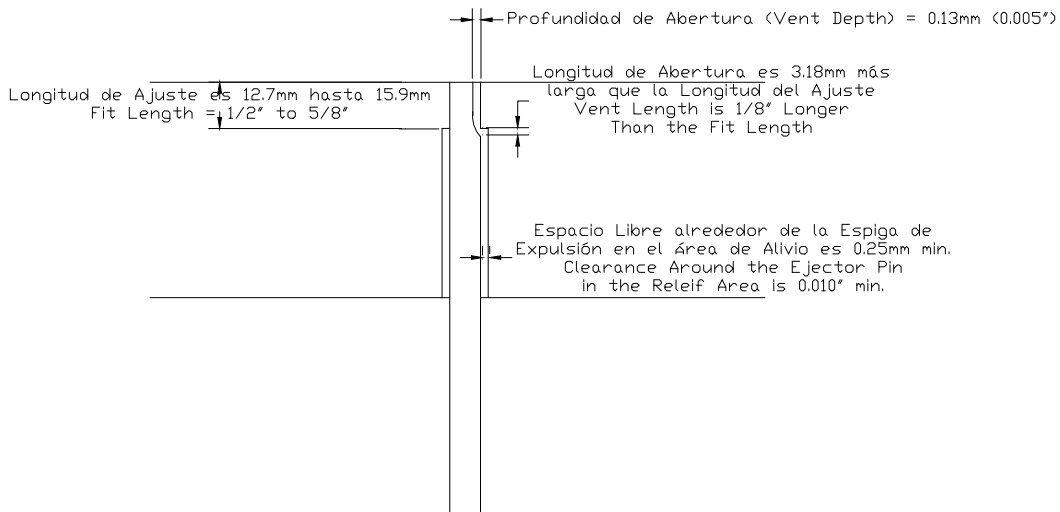 Profundidad de Abertura (Vent Depth) = 0.13mm (0.005")
Longitud de Ajuste es 12.7mm hasta 15.9mm
Fit Length = 1/2" to 5/8"
Longitud de Abertura es 3.18mm más
larga que la Longitud del Ajuste
Vent Length is 1/8" Longer
Than the Fit Length
Espacio Libre alrededor de la Espiga de
Expulsión en el área de Alivio es 0.25mm min.
Clearance Around the Ejector Pin
in the Releif Area is 0.010" min.